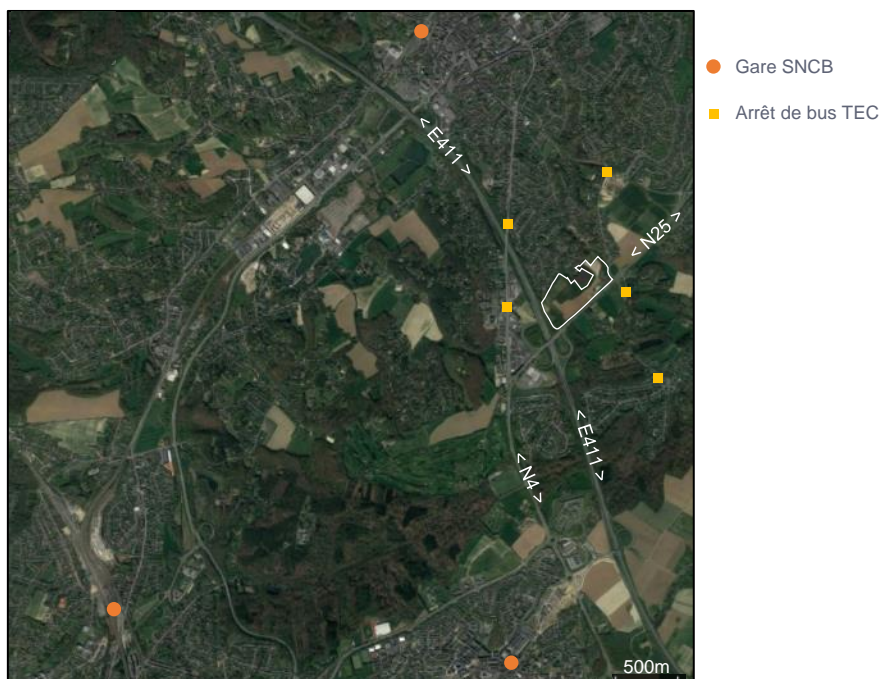 Gare SNCB
Arrêt de bus TEC
< E411 >
< N25 >
< E411 >
< N4 >
500m